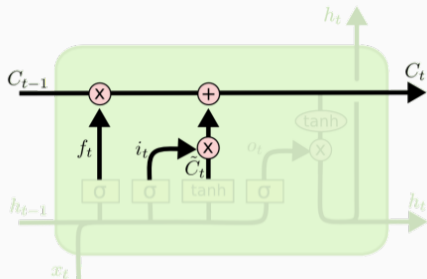 h_t
C_{t-1} x + C_t
tanh
f_t i_t x C̃_t o_t x
σ σ tanh σ
h_{t-1} h_t
x_t